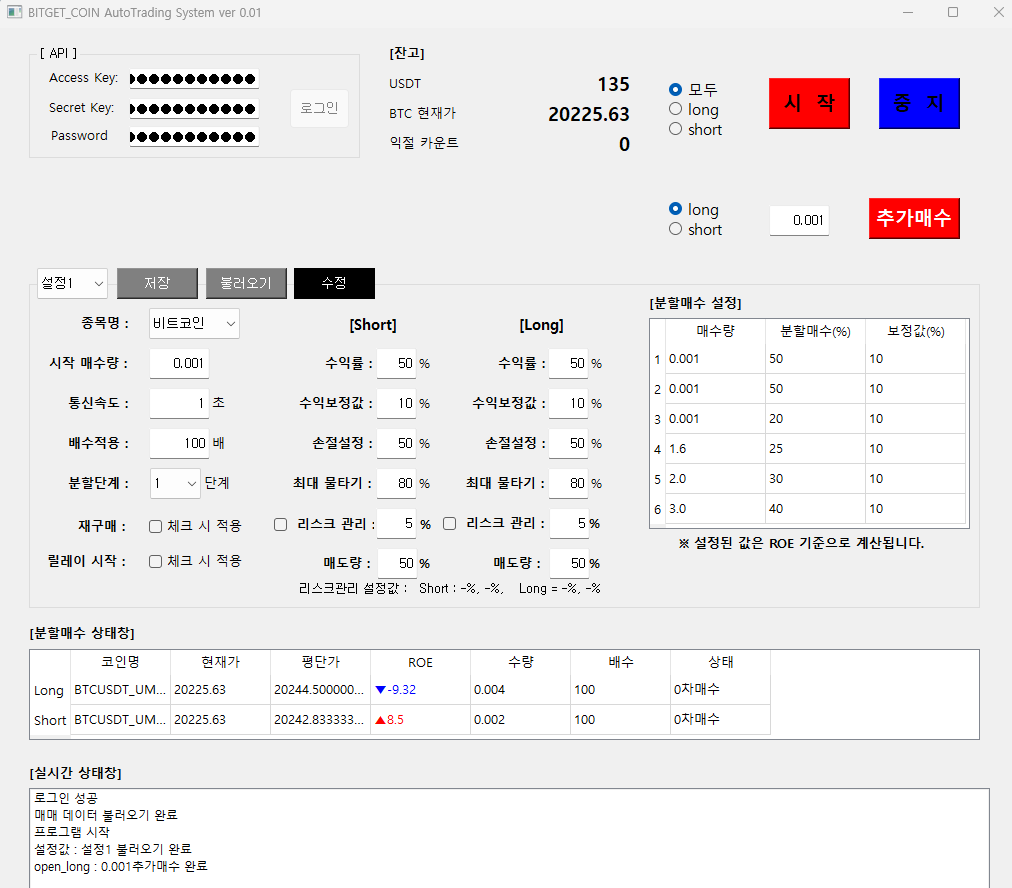 BITGET_COIN AutoTrading System ver 0.01
[ API ]
Access Key:
Secret Key:
Password
로그인
[잔고]
USDT 135
BTC 현재가 20225.63
익절 카운트 0
모두
long
short
시 작
중 지
long
short
0.001
추가매수
설정1 저장 불러오기 수정
종목명 : 비트코인
시작 매수량 : 0.001
통신속도 : 1 초
배수적용 : 100 배
분할단계 : 1 단계
재구매 : 체크 시 적용
릴레이 시작 : 체크 시 적용
[Short]
수익률 : 50 %
수익보정값 : 10 %
손절설정 : 50 %
최대 물타기 : 80 %
리스크 관리 : 5 %
매도량 : 50 %
[Long]
수익률 : 50 %
수익보정값 : 10 %
손절설정 : 50 %
최대 물타기 : 80 %
리스크 관리 : 5 %
매도량 : 50 %
리스크관리 설정값 : Short : -%, -%, Long = -%, -%
[분할매수 설정]
매수량 분할매수(%) 보정값(%)
1 0.001 50 10
2 0.001 50 10
3 0.001 20 10
4 1.6 25 10
5 2.0 30 10
6 3.0 40 10
※ 설정된 값은 ROE 기준으로 계산됩니다.
[분할매수 상태창]
코인명 현재가 평단가 ROE 수량 배수 상태
Long BTCUSDT_UM... 20225.63 20244.500000... ▼-9.32 0.004 100 0차매수
Short BTCUSDT_UM... 20225.63 20242.833333... ▲8.5 0.002 100 0차매수
[실시간 상태창]
로그인 성공
매매 데이터 불러오기 완료
프로그램 시작
설정값 : 설정1 불러오기 완료
open_long : 0.001추가매수 완료